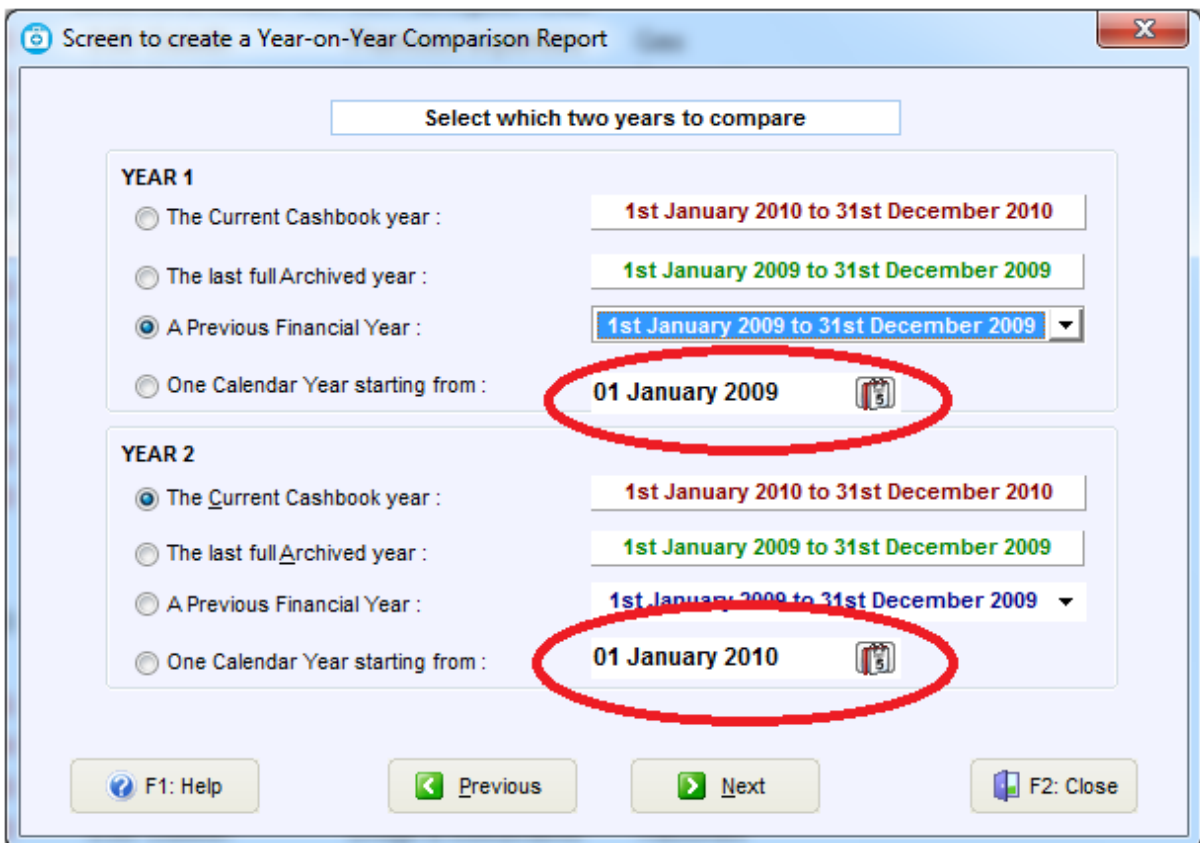 Screen to create a Year-on-Year Comparison Report
Select which two years to compare
YEAR 1
The Current Cashbook year : 1st January 2010 to 31st December 2010
The last full Archived year : 1st January 2009 to 31st December 2009
A Previous Financial Year : 1st January 2009 to 31st December 2009
One Calendar Year starting from : 01 January 2009 5
YEAR 2
The Current Cashbook year : 1st January 2010 to 31st December 2010
The last full Archived year : 1st January 2009 to 31st December 2009
A Previous Financial Year : 1st January 2009 to 31st December 2009
One Calendar Year starting from : 01 January 2010 5
? F1: Help Previous Next F2: Close